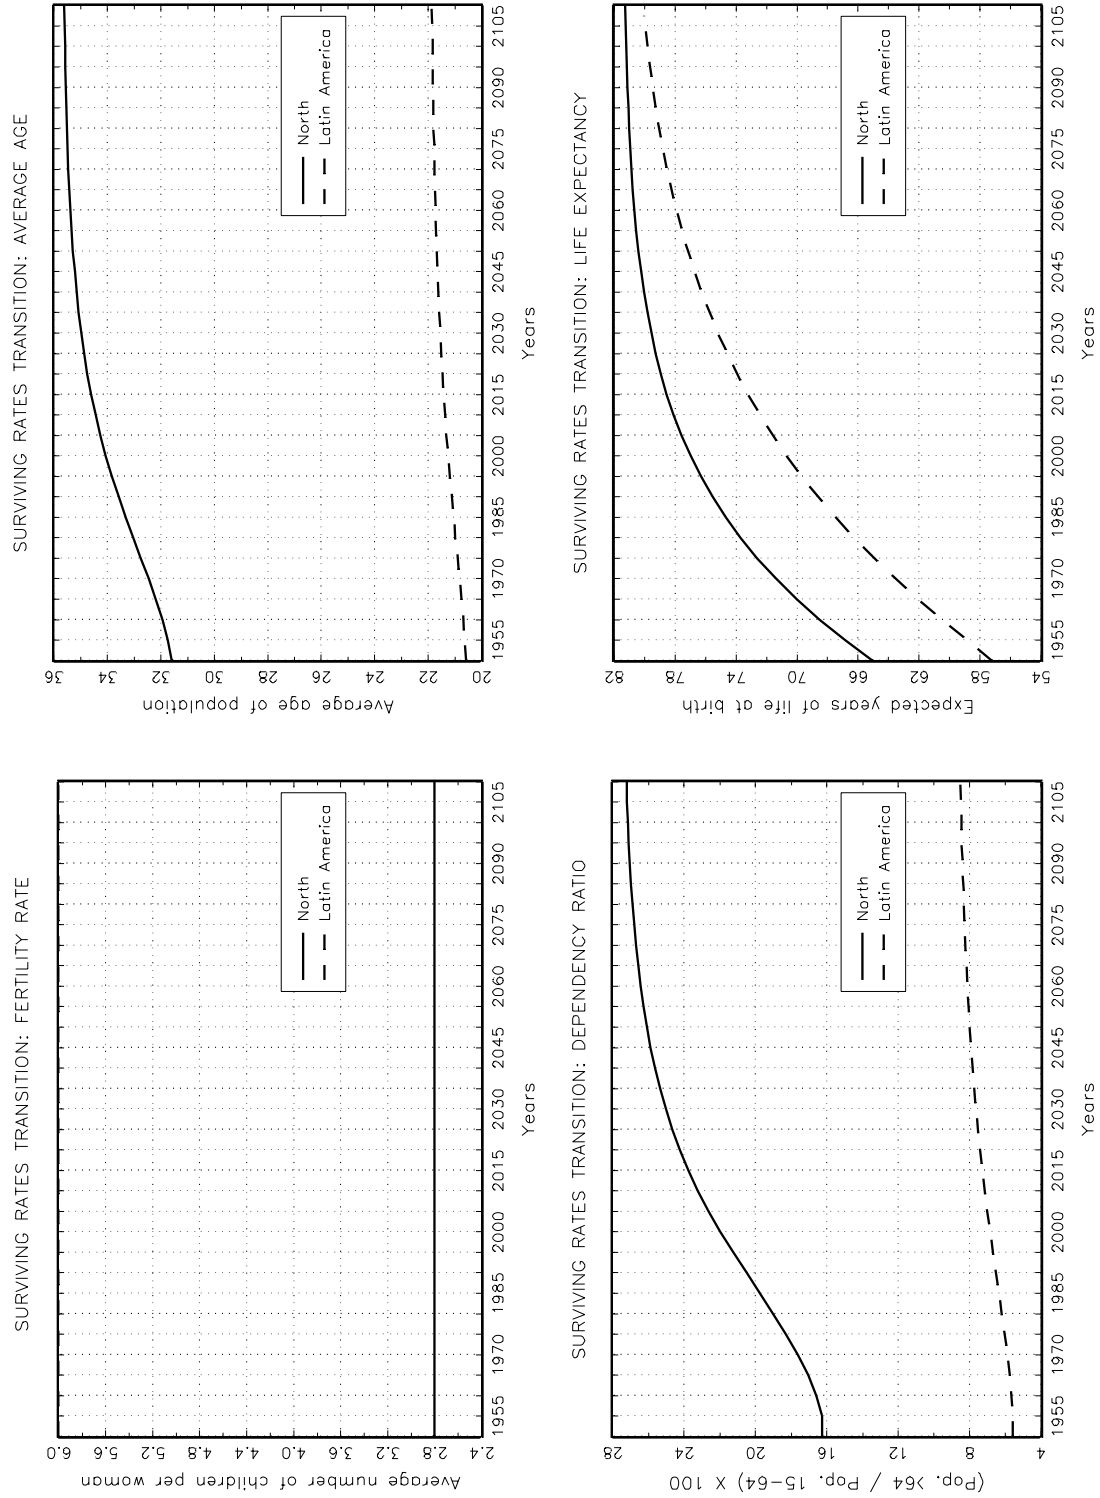 SURVIVING RATES TRANSITION: FERTILITY RATE
Average number of children per woman
6.0
5.6
5.2
4.8
4.4
4.0
3.6
3.2
2.8
2.4
North
Latin America
1955 1970 1985 2000 2015 2030 2045 2060 2075 2090 2105
Years
SURVIVING RATES TRANSITION: AVERAGE AGE
Average age of population
36
34
32
30
28
26
24
22
20
North
Latin America
1955 1970 1985 2000 2015 2030 2045 2060 2075 2090 2105
Years
SURVIVING RATES TRANSITION: DEPENDENCY RATIO
(Pop. >64 / Pop. 15-64) X 100
28
24
20
16
12
8
4
North
Latin America
1955 1970 1985 2000 2015 2030 2045 2060 2075 2090 2105
Years
SURVIVING RATES TRANSITION: LIFE EXPECTANCY
Expected years of life at birth
82
78
74
70
66
62
58
54
North
Latin America
1955 1970 1985 2000 2015 2030 2045 2060 2075 2090 2105
Years